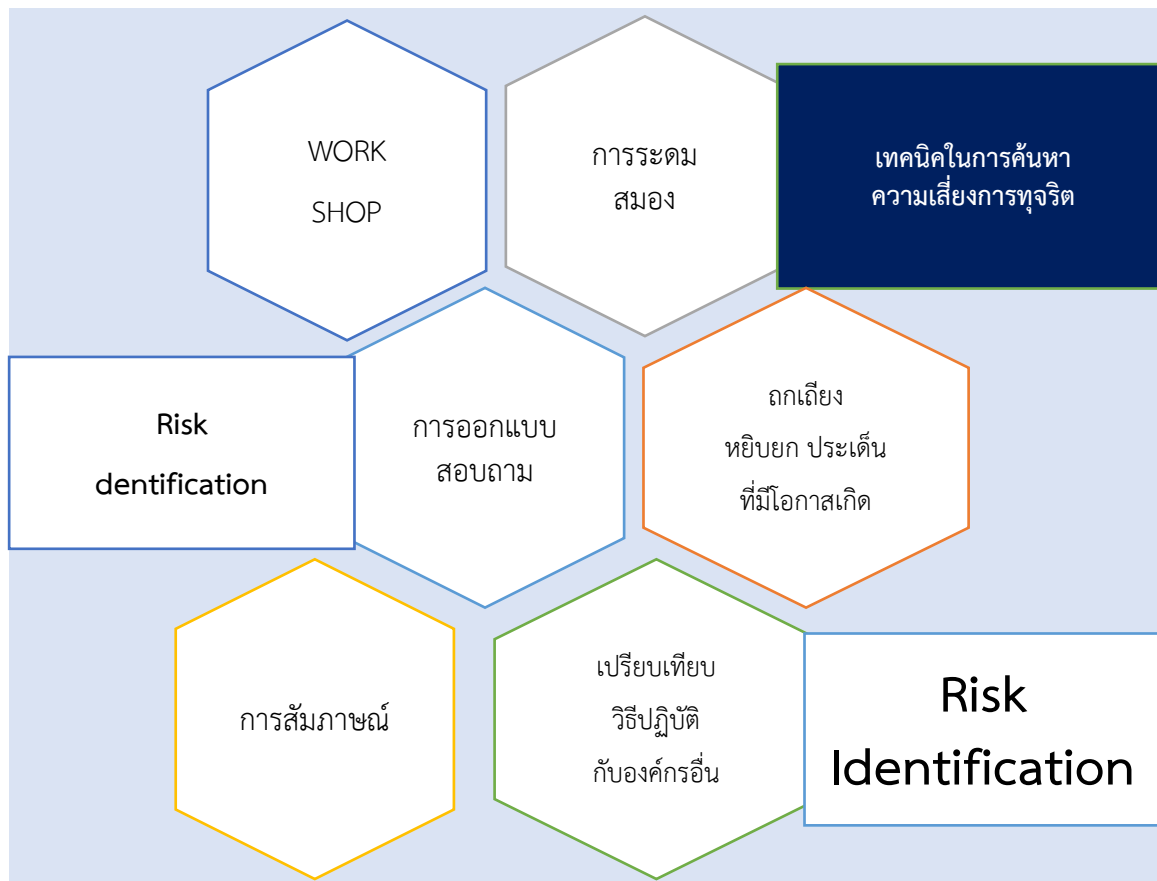 WORK
SHOP
การระดม
สมอง
เทคนิคในการค้นหา
ความเสี่ยงการทุจริต
Risk
dentification
การออกแบบ
สอบถาม
ถกเถียง
หยิบยก ประเด็น
ที่มีโอกาสเกิด
การสัมภาษณ์
เปรียบเทียบ
วิธีปฏิบัติ
กับองค์กรอื่น
Risk
Identification